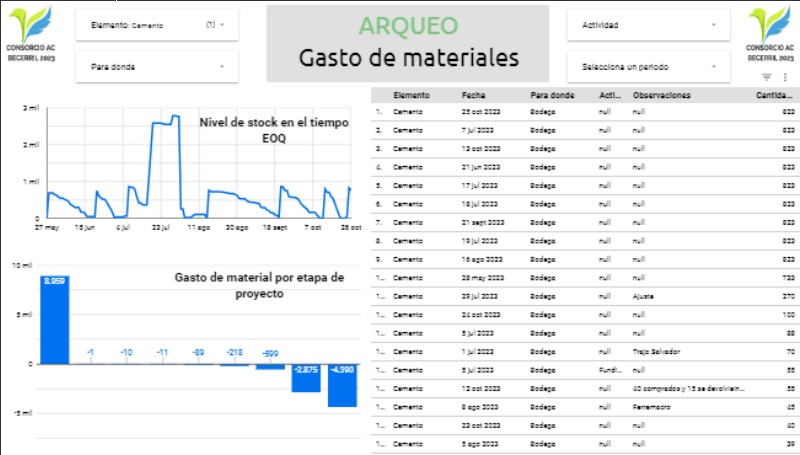 CONSORCIO AC
BECERRIL 2023
Elemento: Cemento (1)
Para donde
ARQUEO
Gasto de materiales
Actividad
Selecciona un periodo
CONSORCIO AC
BECERRIL 2023
Nivel de stock en el tiempo
EOQ
3 mil
2 mil
1 mil
0
27 may 15 jun 4 jul 23 jul 11 ago 30 ago 18 sept 7 oct 26 oct
Gasto de material por etapa de
proyecto
10 mil
5 mil
0
-5 mil
8.959 -1 -10 -11 -89 -218 -599 -2.875 -4.390
Elemento Fecha Para donde Acti... Observaciones Cantida...
1. Cemento 25 oct 2023 Bodega null null 823
2. Cemento 7 jul 2023 Bodega null null 823
3. Cemento 13 oct 2023 Bodega null null 823
4. Cemento 21 jun 2023 Bodega null null 823
5. Cemento 17 jul 2023 Bodega null null 823
6. Cemento 18 jul 2023 Bodega null null 823
7. Cemento 21 sept 2023 Bodega null null 823
8. Cemento 19 jul 2023 Bodega null null 823
9. Cemento 16 ago 2023 Bodega null null 823
1... Cemento 28 may 2023 Bodega null null 733
1... Cemento 29 jul 2023 Bodega null Ajuste 270
1... Cemento 24 oct 2023 Bodega null null 100
1... Cemento 5 jul 2023 Bodega null null 88
1... Cemento 1 jul 2023 Bodega null Trajo Salvador 70
1... Cemento 5 jul 2023 Bodega Fundi... null 55
1... Cemento 12 oct 2023 Bodega null 40 comprados y 15 se devolvieln... 55
1... Cemento 8 ago 2023 Bodega null Ferramacro 45
1... Cemento 23 oct 2023 Bodega null null 40
1... Cemento 5 ago 2023 Bodega null null 39